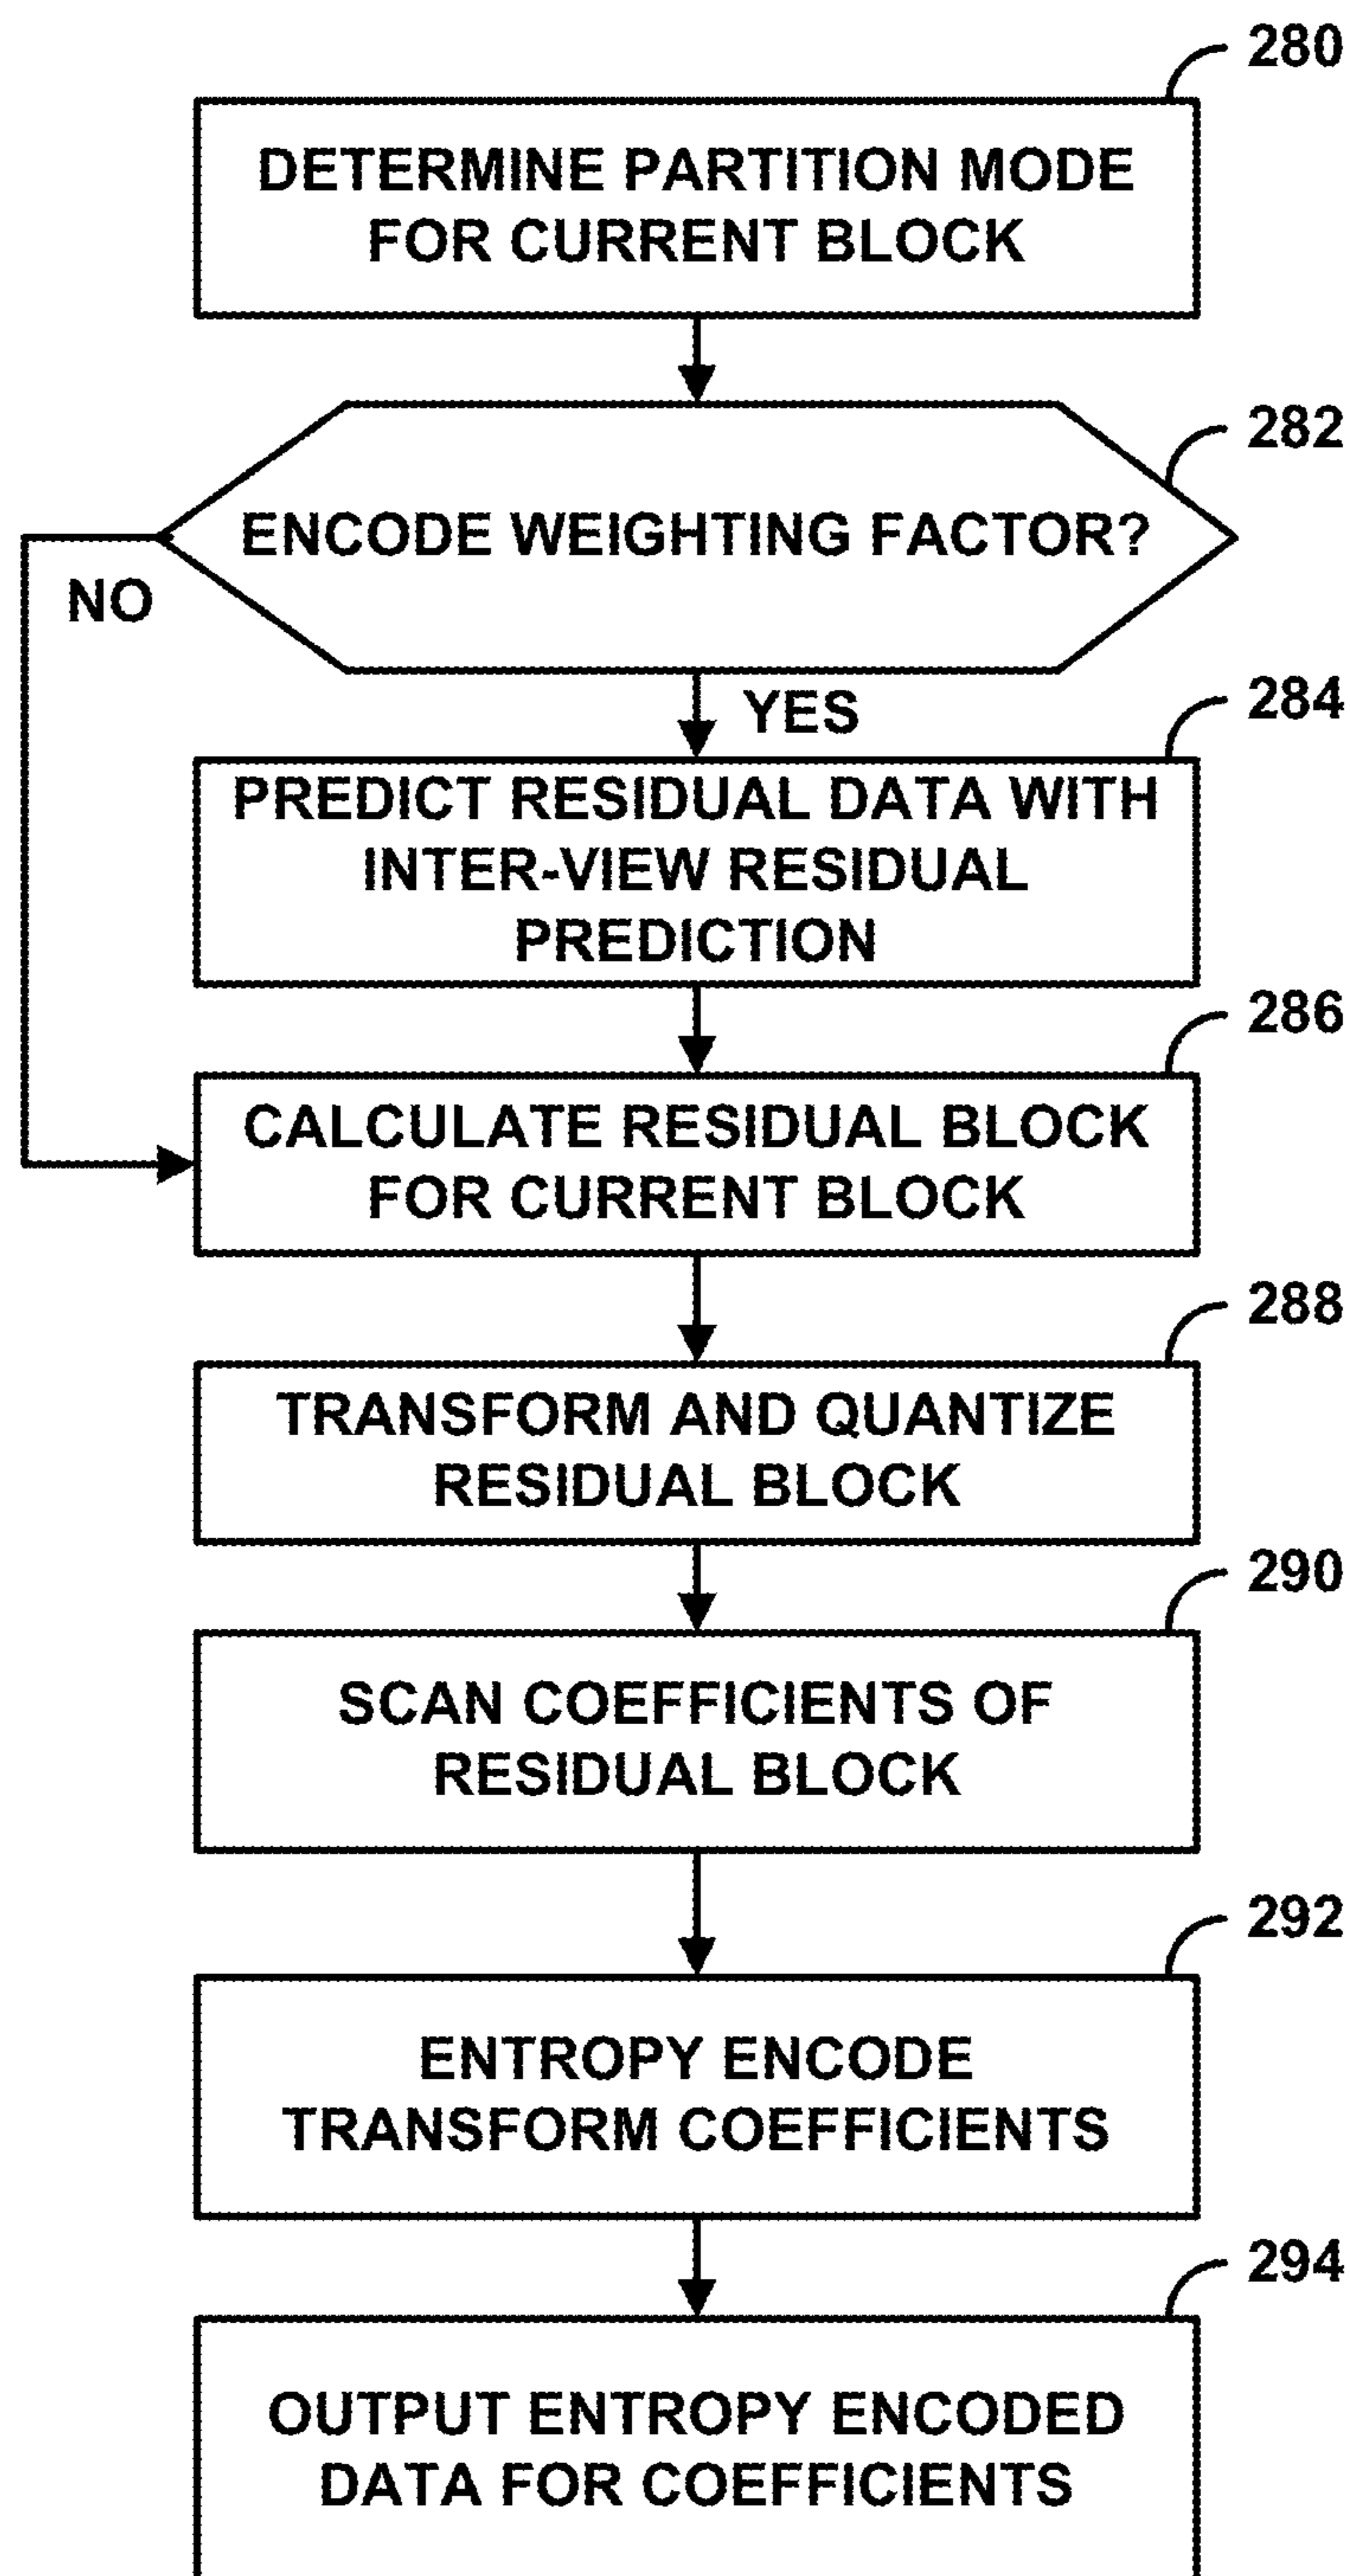 280
DETERMINE PARTITION MODE
FOR CURRENT BLOCK
282
ENCODE WEIGHTING FACTOR?
NO
YES
284
PREDICT RESIDUAL DATA WITH
INTER-VIEW RESIDUAL
PREDICTION
286
CALCULATE RESIDUAL BLOCK
FOR CURRENT BLOCK
288
TRANSFORM AND QUANTIZE
RESIDUAL BLOCK
290
SCAN COEFFICIENTS OF
RESIDUAL BLOCK
292
ENTROPY ENCODE
TRANSFORM COEFFICIENTS
294
OUTPUT ENTROPY ENCODED
DATA FOR COEFFICIENTS